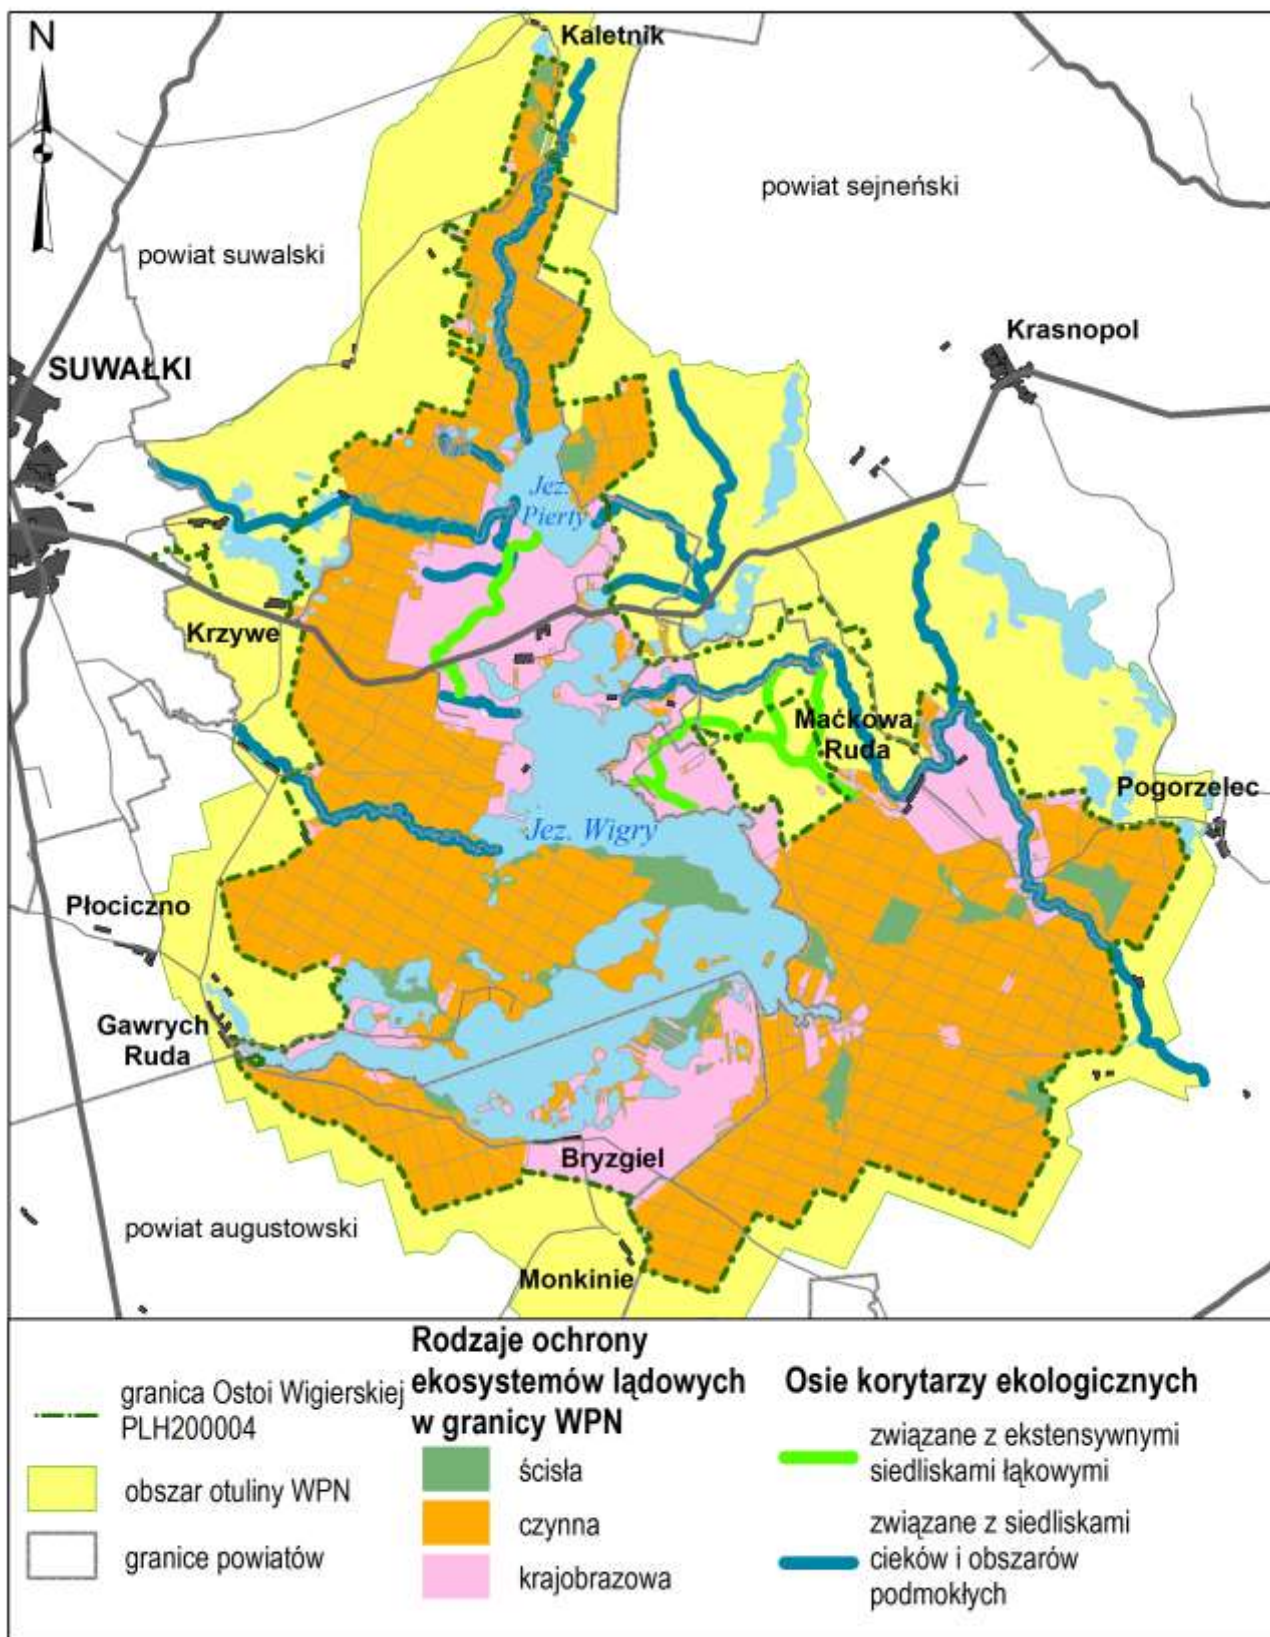 N
Kaletnik
powiat sejneński
powiat suwalski
Krasnopol
SUWAŁKI
Jez.
Pierty
Krzywe
Maćkowa
Ruda
Pogorzelec
Jez. Wigry
Płociczno
Gawrych
Ruda
Bryzgiel
powiat augustowski
Monkinie
granica Ostoi Wigierskiej
PLH200004
obszar otuliny WPN
granice powiatów
Rodzaje ochrony
ekosystemów lądowych
w granicy WPN
ścisła
czynna
krajobrazowa
Osie korytarzy ekologicznych
związane z ekstensywnymi
siedliskami łąkowymi
związane z siedliskami
cieków i obszarów
podmokłych